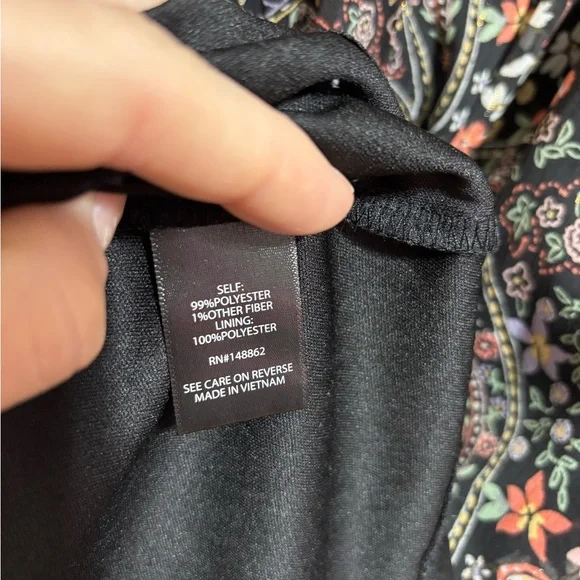 SELF:
99%POLYESTER
1%OTHER FIBER
LINING:
100%POLYESTER
RN#148862
SEE CARE ON REVERSE
MADE IN VIETNAM